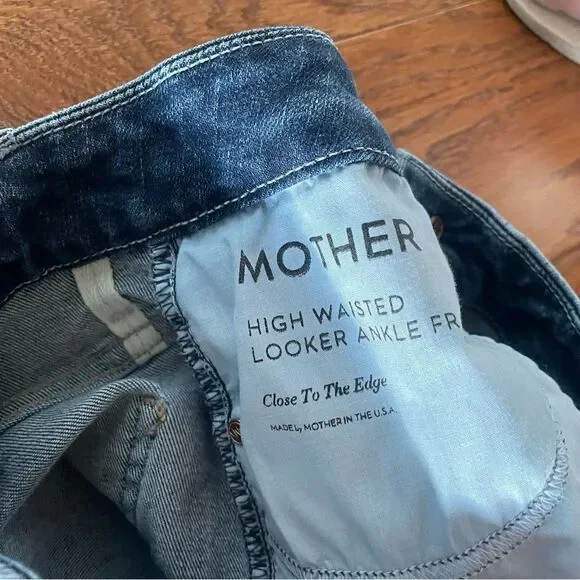 MOTHER
HIGH WAISTED
LOOKER ANKLE FR
Close To The Edge
MADE by MOTHER IN THE U.S.A.